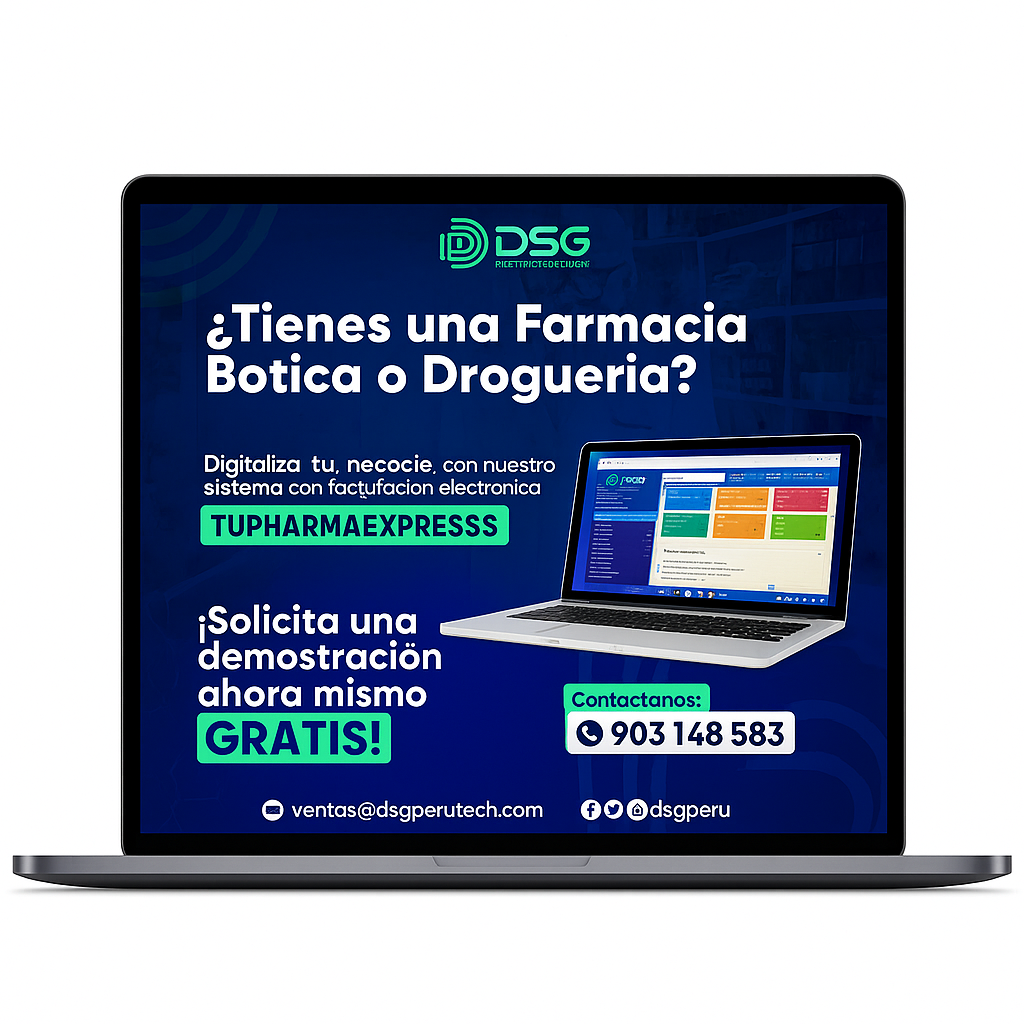 DSG
¿Tienes una Farmacia
Botica o Drogueria?
Digitaliza tu, necocie, con nuestro
sistema con factufacion electronica
TUPHARMAEXPRESSS
¡Solicita una
demostraciön
ahora mismo
GRATIS!
Contactanos:
903 148 583
ventas@dsgperutech.com
dsgperu